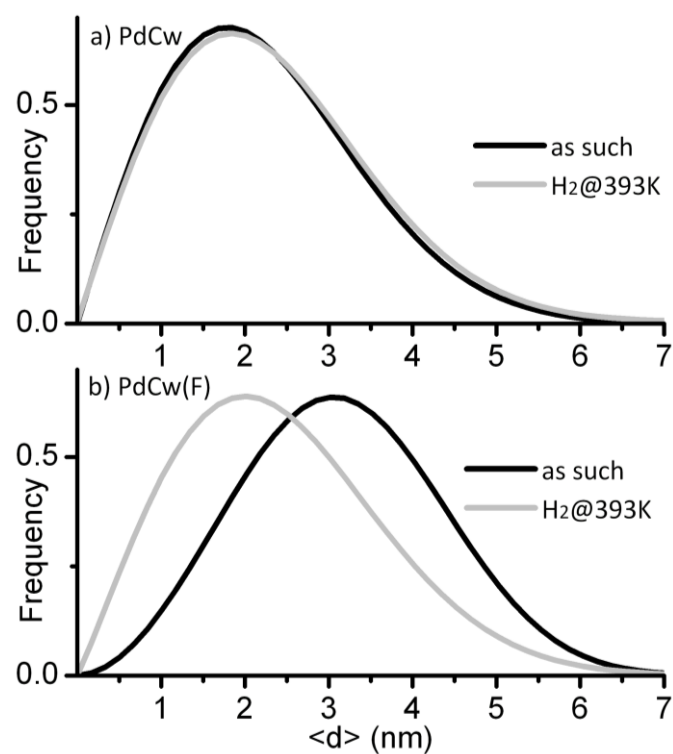 a) PdCw
0.5
Frequency
as such
H₂@393K
0.0
1 2 3 4 5 6 7
b) PdCw(F)
0.5
Frequency
as such
H₂@393K
0.0
1 2 3 4 5 6 7
<d> (nm)